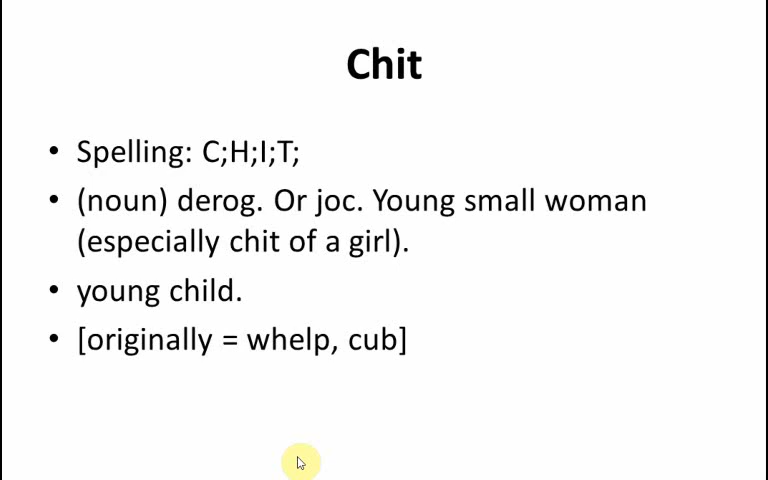 Chit
• Spelling: C;H;I;T;
• (noun) derog. Or joc. Young small woman
(especially chit of a girl).
• young child.
• [originally = whelp, cub]